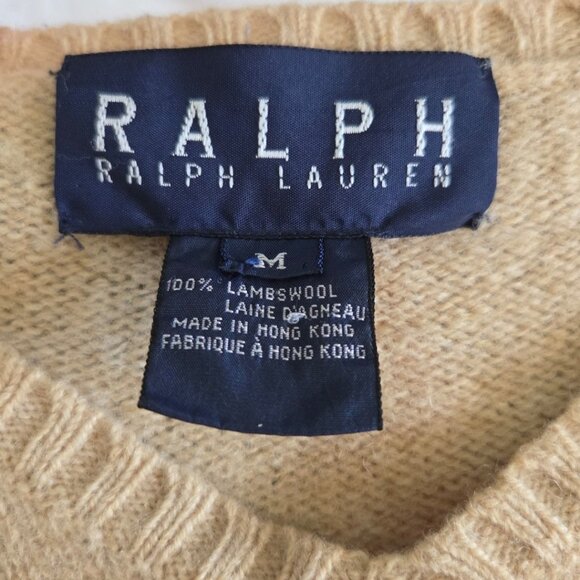 RALPH
RALPH LAUREN
M
100% LAMBSWOOL
LAINE D'AGNEAU
MADE IN HONG KONG
FABRIQUE À HONG KONG